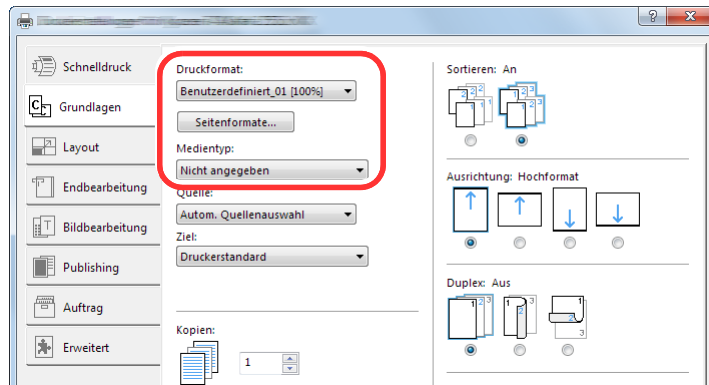 Schnelldruck
Grundlagen
Layout
Endbearbeitung
Bildbearbeitung
Publishing
Auftrag
Erweitert
Druckformat:
Benutzerdefiniert_01 [100%]
Seitenformate...
Medientyp:
Nicht angegeben
Quelle:
Autom. Quellenauswahl
Ziel:
Druckerstandard
Kopien:
1
Sortieren: An
Ausrichtung: Hochformat
Duplex: Aus